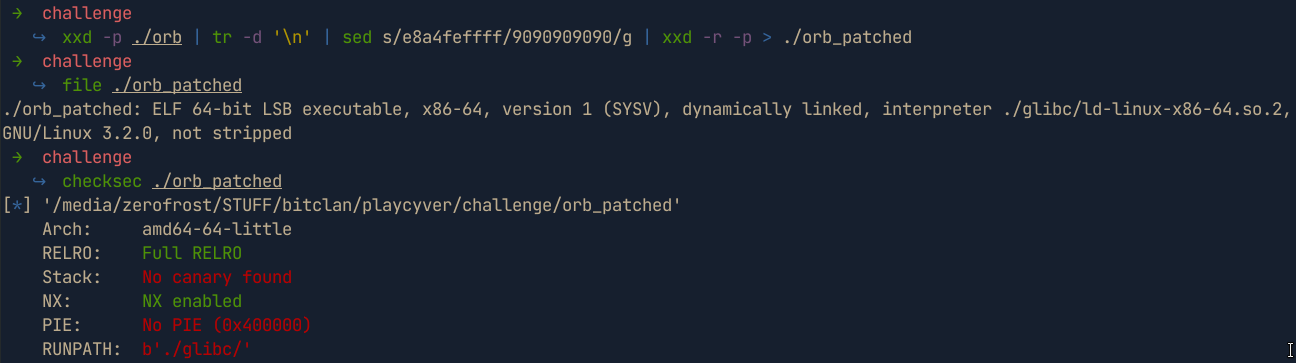 → challenge
↪ xxd -p ./orb | tr -d '\n' | sed s/e8a4feffff/9090909090/g | xxd -r -p > ./orb_patched
→ challenge
↪ file ./orb_patched
./orb_patched: ELF 64-bit LSB executable, x86-64, version 1 (SYSV), dynamically linked, interpreter ./glibc/ld-linux-x86-64.so.2,
GNU/Linux 3.2.0, not stripped
→ challenge
↪ checksec ./orb_patched
[*] '/media/zerofrost/STUFF/bitclan/playcyver/challenge/orb_patched'
Arch: amd64-64-little
RELRO: Full RELRO
Stack: No canary found
NX: NX enabled
PIE: No PIE (0x400000)
RUNPATH: b'./glibc/'